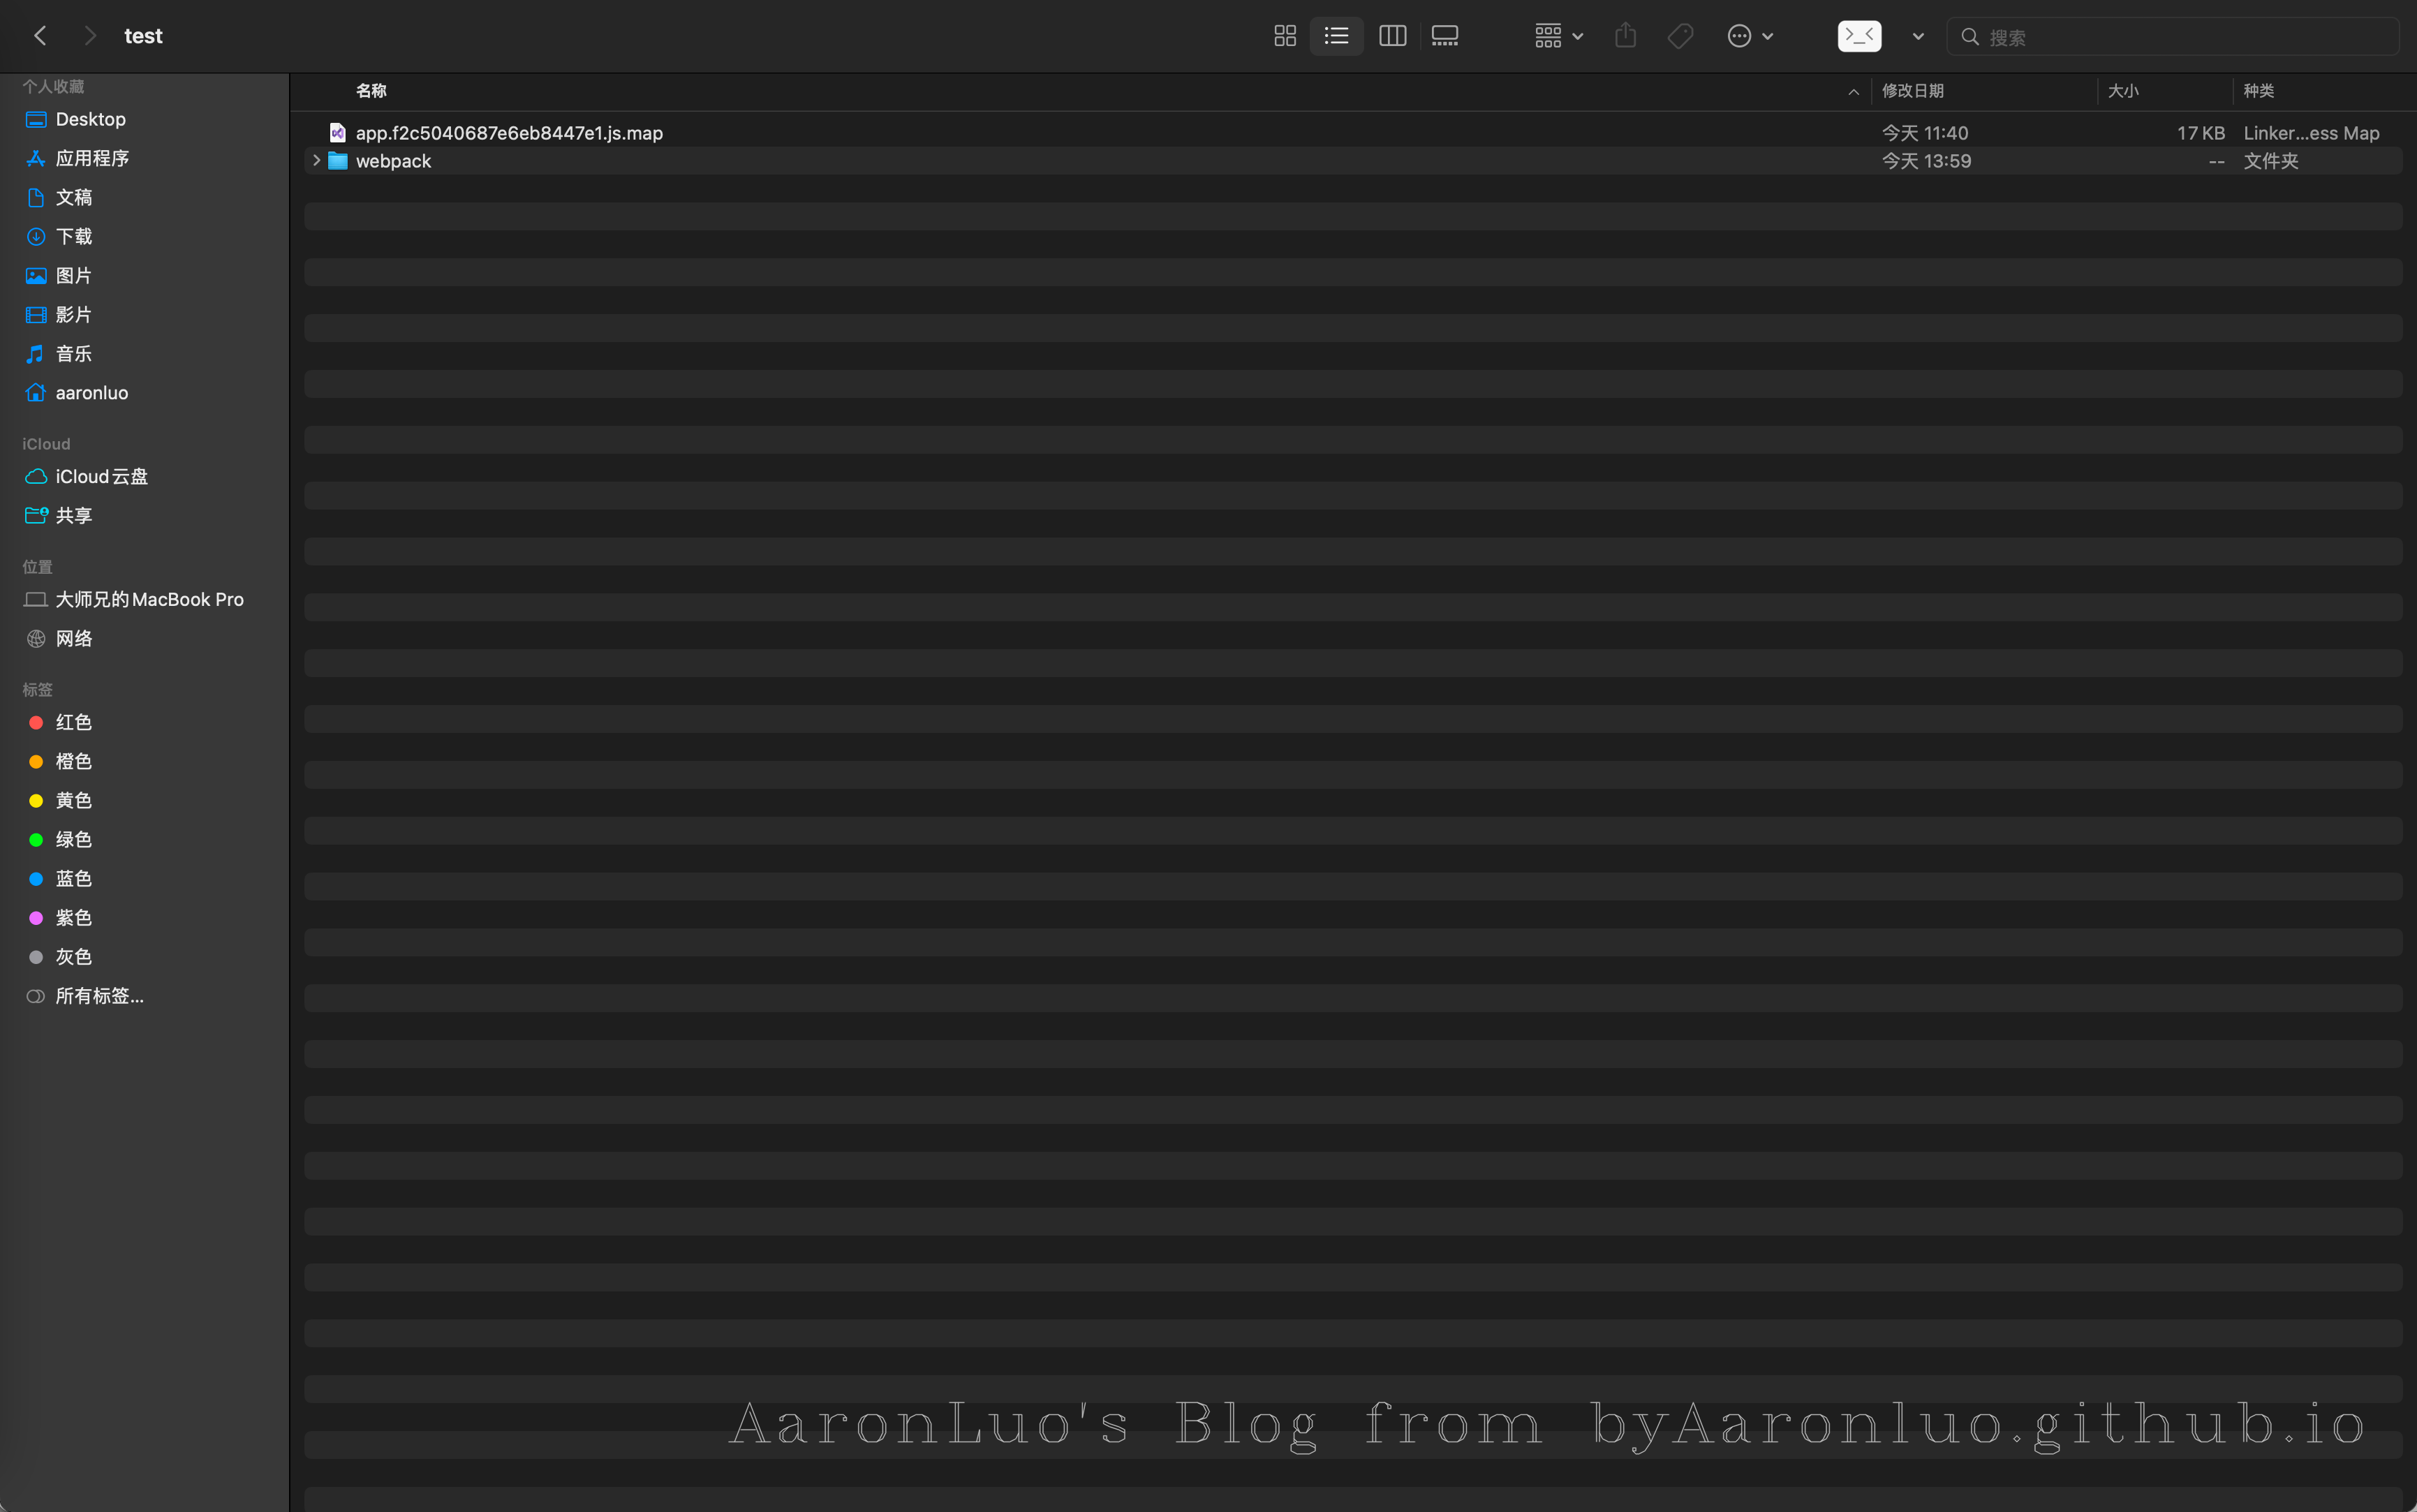 test
搜索
个人收藏
Desktop
应用程序
文稿
下载
图片
影片
音乐
aaronluo
iCloud
iCloud云盘
共享
位置
大师兄的MacBook Pro
网络
标签
红色
橙色
黄色
绿色
蓝色
紫色
灰色
所有标签...
名称 修改日期 大小 种类
app.f2c5040687e6eb8447e1.js.map 今天 11:40 17 KB Linker...ess Map
webpack 今天 13:59 -- 文件夹
AaronLuo's Blog from byAaronluo.github.io